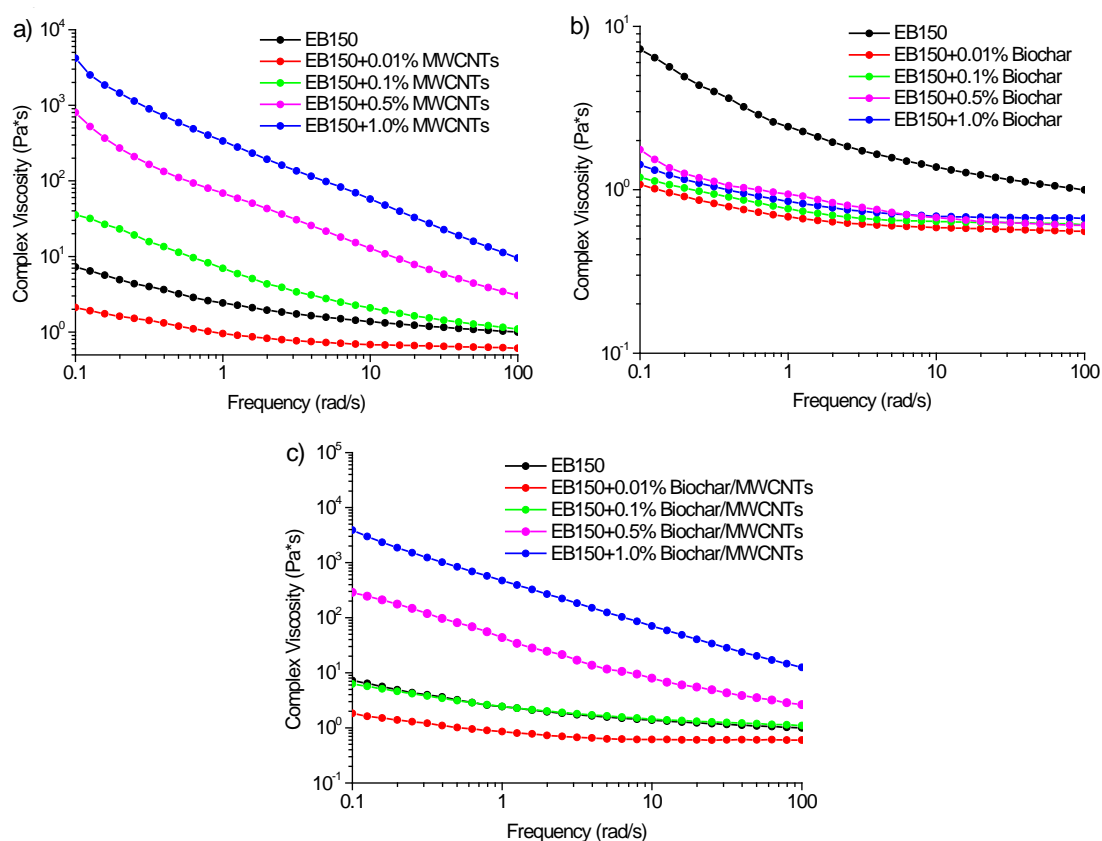 a)
Complex Viscosity (Pa*s)
10^4
10^3
10^2
10^1
10^0
EB150
EB150+0.01% MWCNTs
EB150+0.1% MWCNTs
EB150+0.5% MWCNTs
EB150+1.0% MWCNTs
0.1 1 10 100
Frequency (rad/s)
b)
Complex Viscosity (Pa*s)
10^1
10^0
10^-1
EB150
EB150+0.01% Biochar
EB150+0.1% Biochar
EB150+0.5% Biochar
EB150+1.0% Biochar
0.1 1 10 100
Frequency (rad/s)
c)
Complex Viscosity (Pa*s)
10^5
10^4
10^3
10^2
10^1
10^0
10^-1
EB150
EB150+0.01% Biochar/MWCNTs
EB150+0.1% Biochar/MWCNTs
EB150+0.5% Biochar/MWCNTs
EB150+1.0% Biochar/MWCNTs
0.1 1 10 100
Frequency (rad/s)